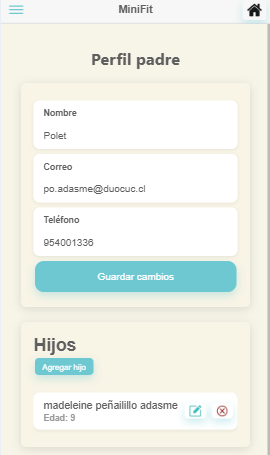 MiniFit
Perfil padre
Nombre
Polet
Correo
po.adasme@duocuc.cl
Teléfono
954001336
Guardar cambios
Hijos
Agregar hijo
madeleine peñailillo adasme
Edad: 9